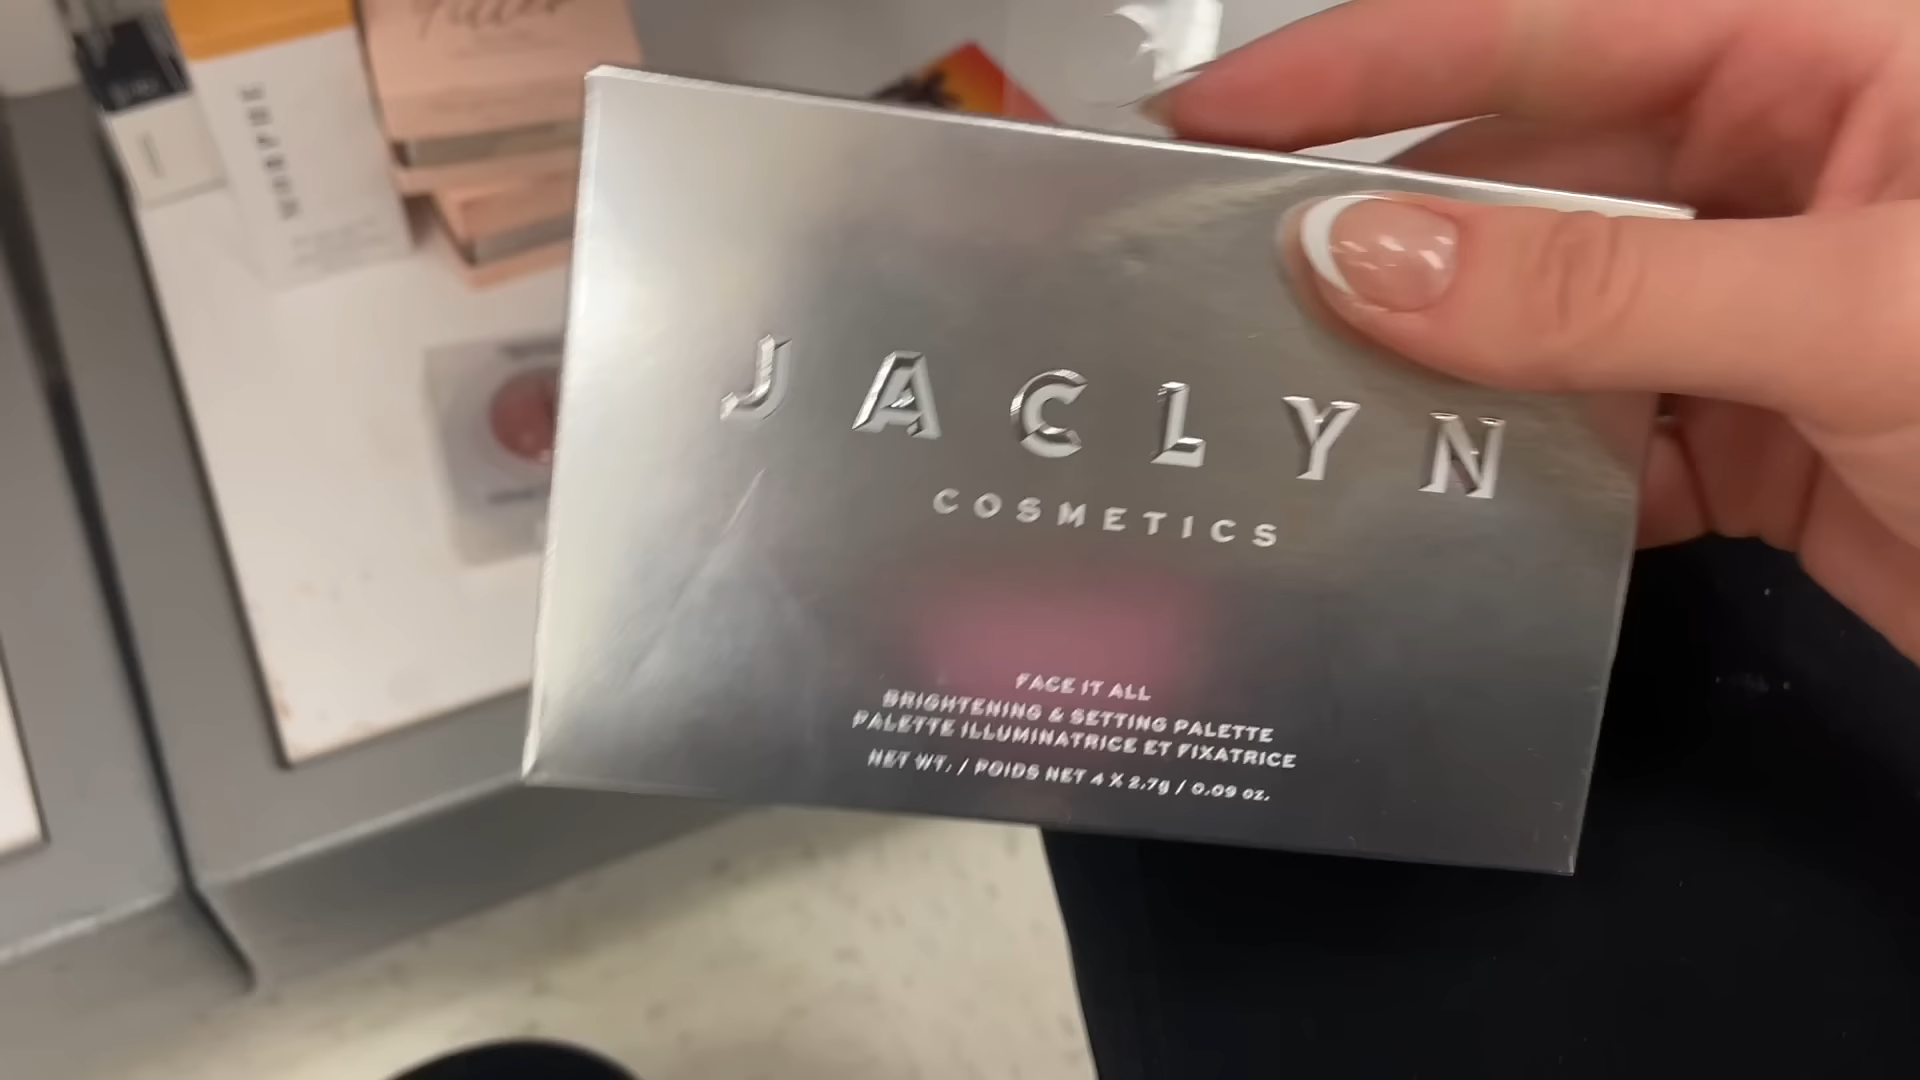 JACLYN
COSMETICS
FACE IT ALL
BRIGHTENING & SETTING PALETTE
PALETTE ILLUMINATRICE ET FIXATRICE
NET WT. / POIDS NET 4 X 2.7g / 0.09 oz.